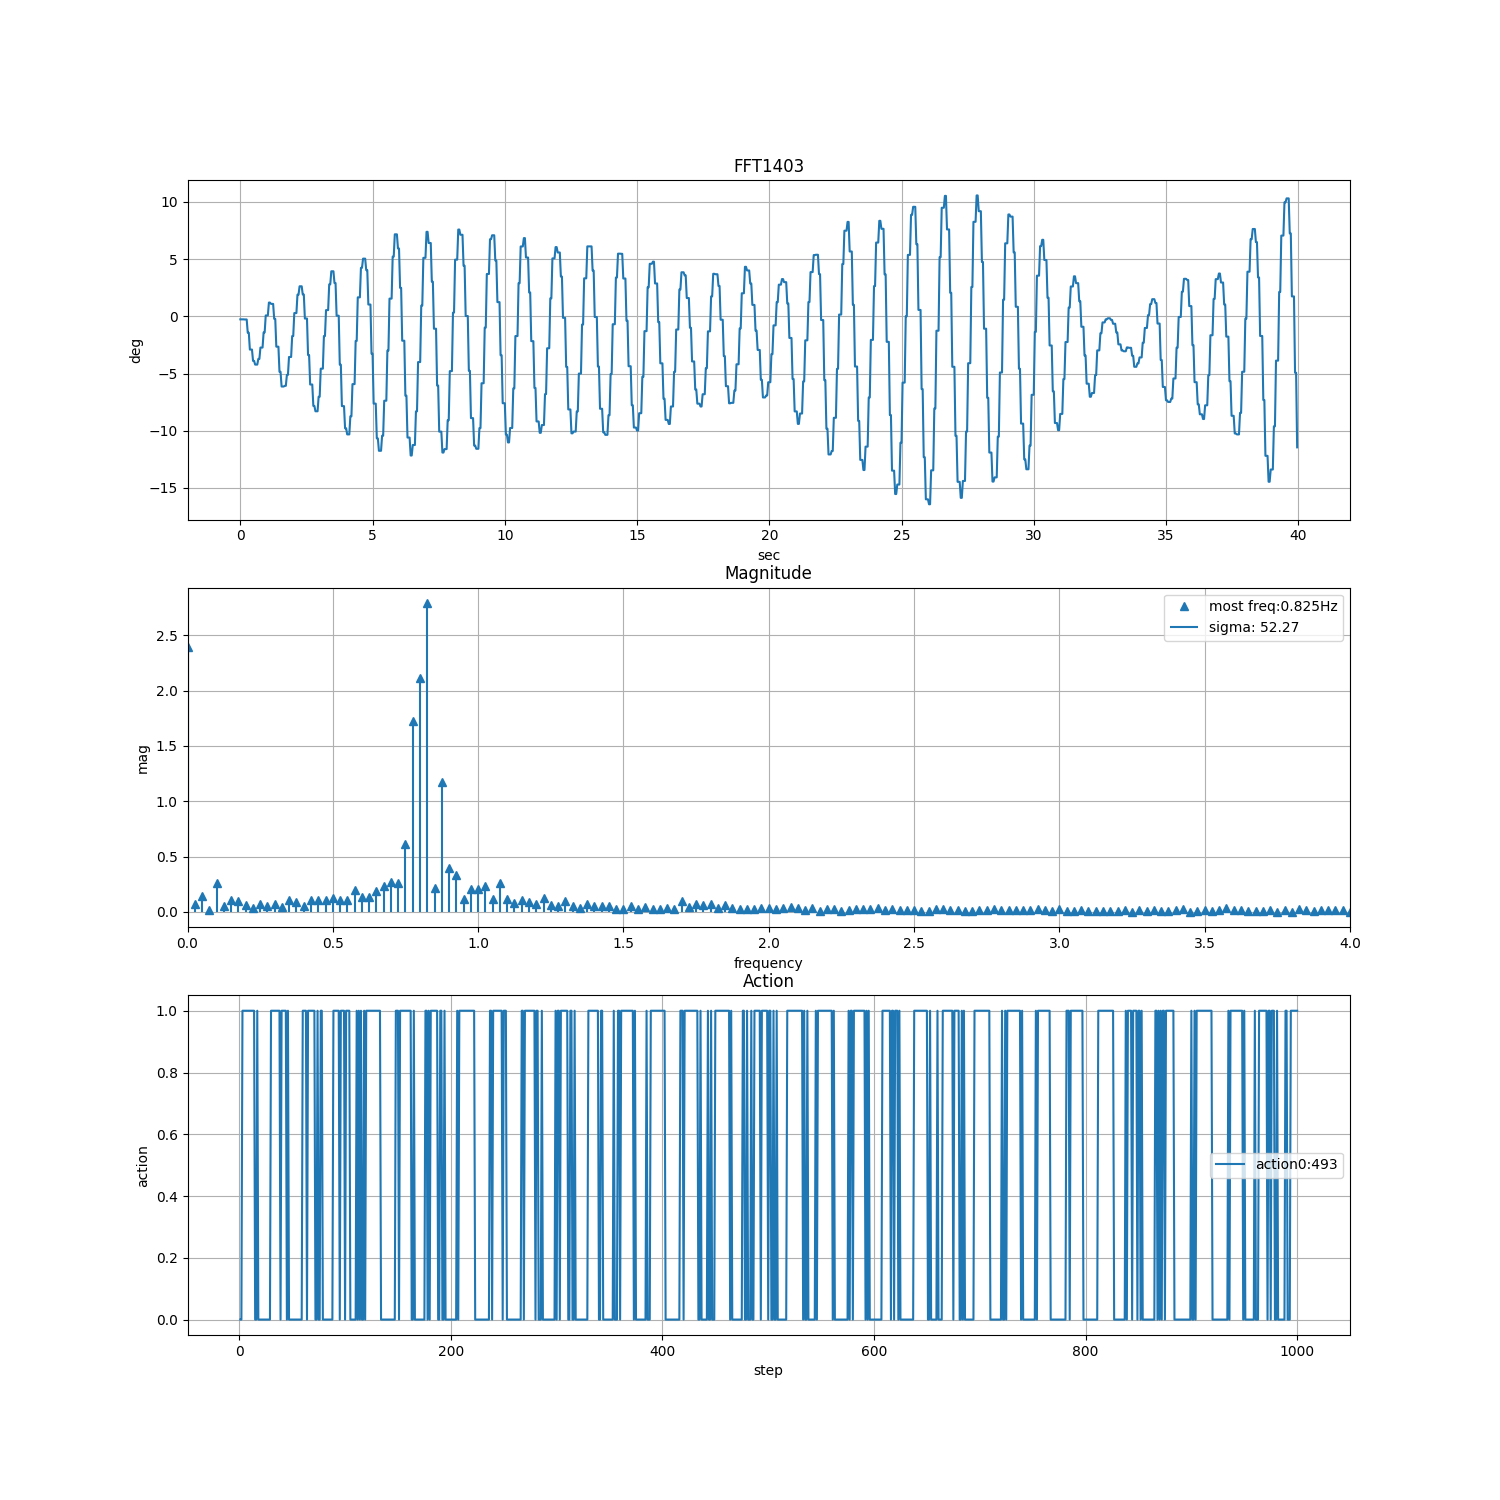 FFT1403
10
5
0
−5
−10
−15
deg
0 5 10 15 20 25 30 35 40
sec
Magnitude
most freq:0.825Hz
sigma: 52.27
2.5
2.0
1.5
1.0
0.5
0.0
mag
0.0 0.5 1.0 1.5 2.0 2.5 3.0 3.5 4.0
frequency
Action
1.0
0.8
0.6
0.4
0.2
0.0
action
action0:493
0 200 400 600 800 1000
step